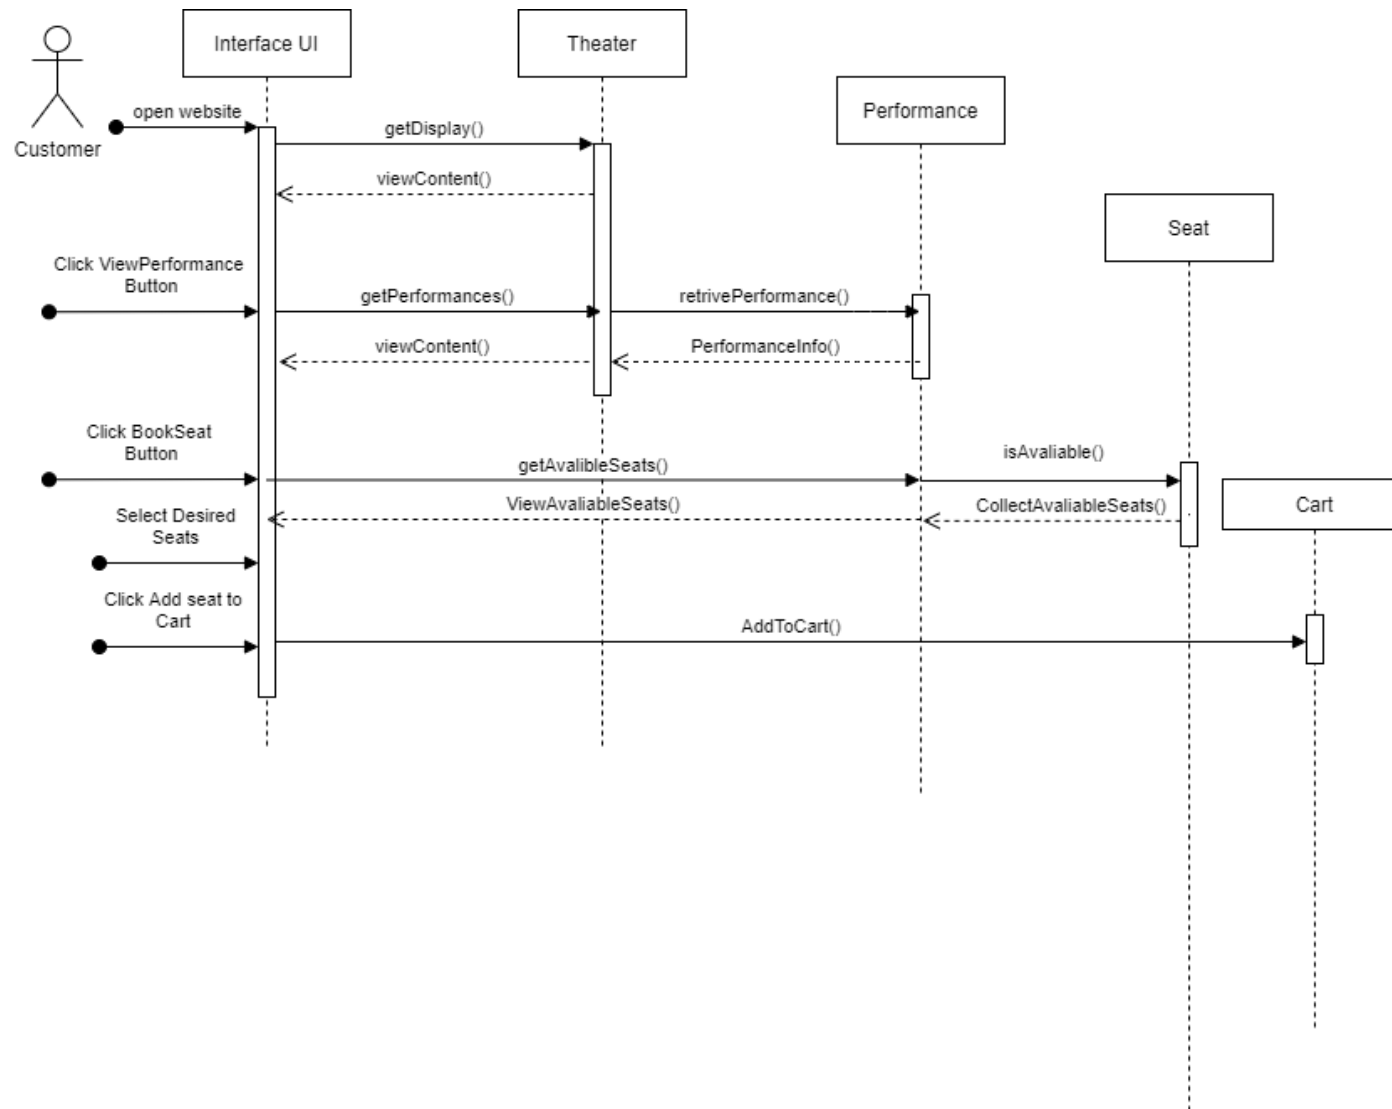 Interface UI
Theater
Performance
Customer
open website
getDisplay()
viewContent()
Seat
Click ViewPerformance
Button
getPerformances()
retrivePerformance()
viewContent()
PerformanceInfo()
Click BookSeat
Button
getAvalibleSeats()
isAvaliable()
ViewAvaliableSeats()
CollectAvaliableSeats()
Cart
Select Desired
Seats
Click Add seat to
Cart
AddToCart()